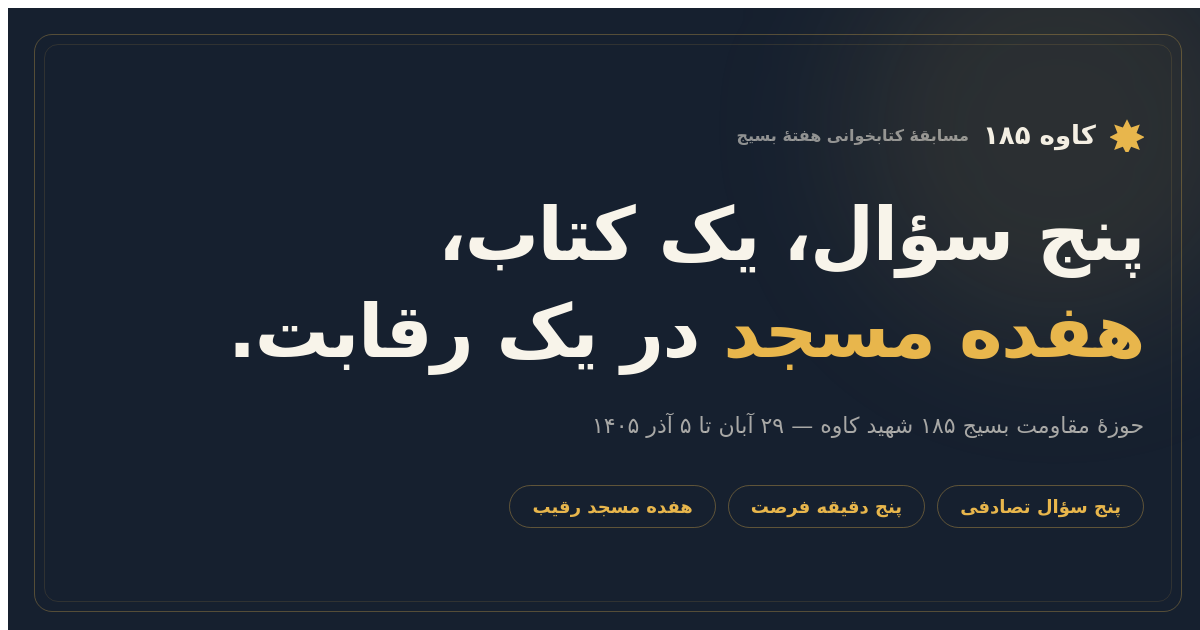 کاوه ۱۸۵ مسابقهٔ کتابخوانی هفتهٔ بسیج
پنج سؤال، یک کتاب،
هفده مسجد در یک رقابت.
حوزهٔ مقاومت بسیج ۱۸۵ شهید کاوه — ۲۹ آبان تا ۵ آذر ۱۴۰۵
پنج سؤال تصادفی پنج دقیقه فرصت هفده مسجد رقیب